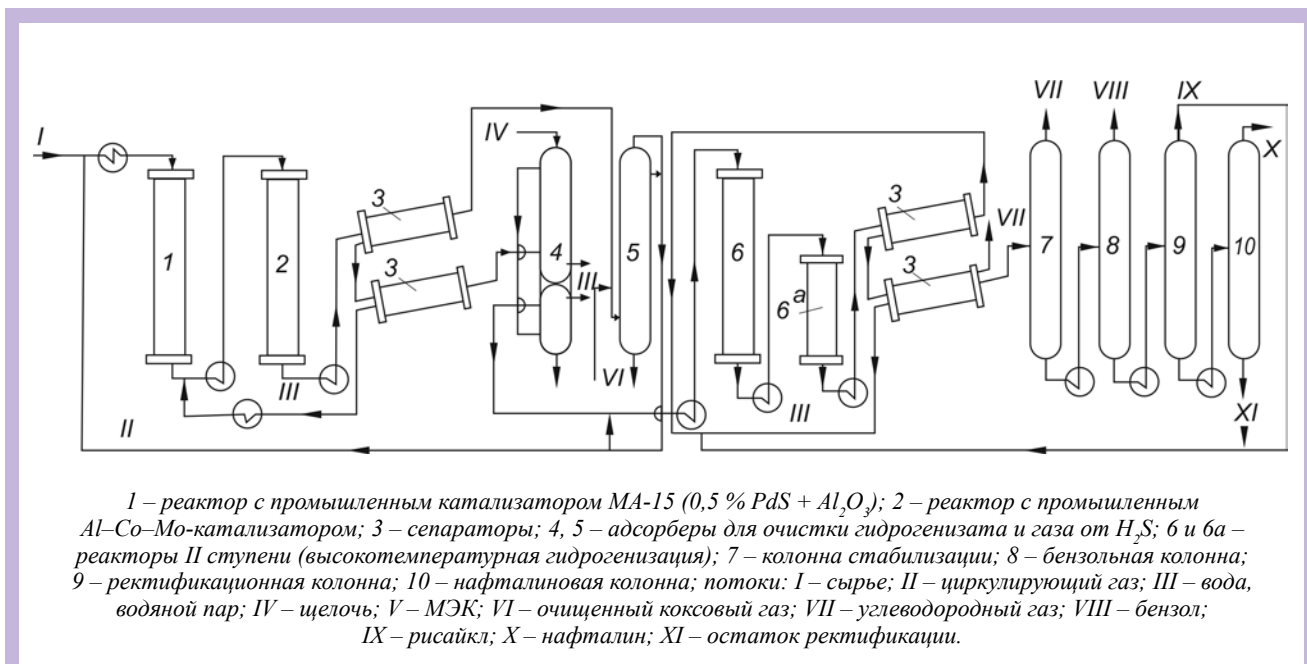 VII
VIII
IX
I
IV
X
3
3
VII
1
2
3
4
III
5
6
6
а
3
7
8
9
10
III
VI
III
XI
II
1 – реактор с промышленным катализатором МА-15 (0,5 % PdS + Al2O3); 2 – реактор с промышленным
Al–Co–Mo-катализатором; 3 – сепараторы; 4, 5 – адсорберы для очистки гидрогенизата и газа от H2S; 6 и 6а –
реакторы II ступени (высокотемпературная гидрогенизация); 7 – колонна стабилизации; 8 – бензольная колонна;
9 – ректификационная колонна; 10 – нафталиновая колонна; потоки: I – сырье; II – циркулирующий газ; III – вода,
водяной пар; IV – щелочь; V – МЭК; VI – очищенный коксовый газ; VII – углеводородный газ; VIII – бензол;
IX – рисайкл; X – нафталин; XI – остаток ректификации.